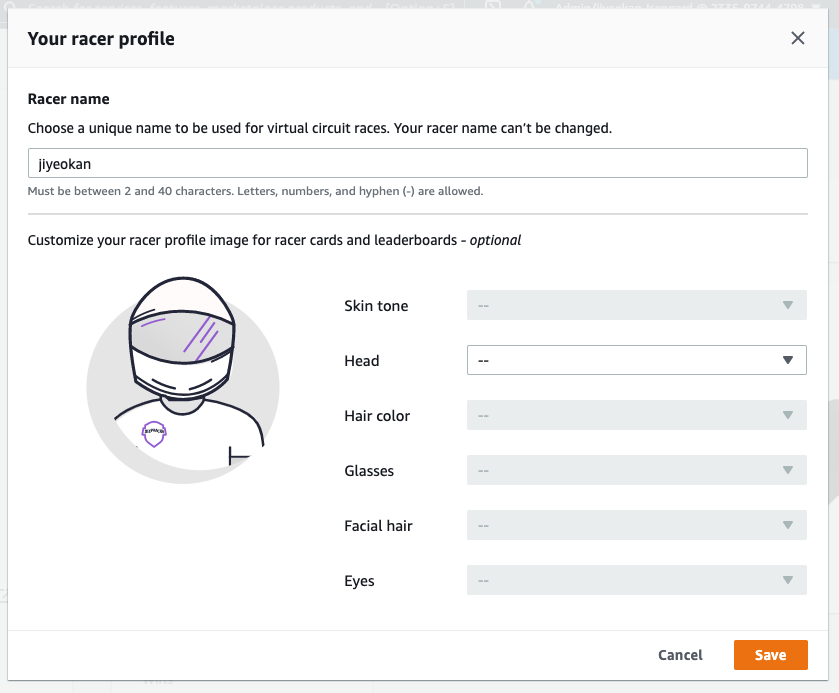 Your racer profile
Racer name
Choose a unique name to be used for virtual circuit races. Your racer name can’t be changed.
jiyeokan
Must be between 2 and 40 characters. Letters, numbers, and hyphen (-) are allowed.
Customize your racer profile image for racer cards and leaderboards - optional
Skin tone --
Head --
Hair color --
Glasses --
Facial hair --
Eyes --
Cancel Save